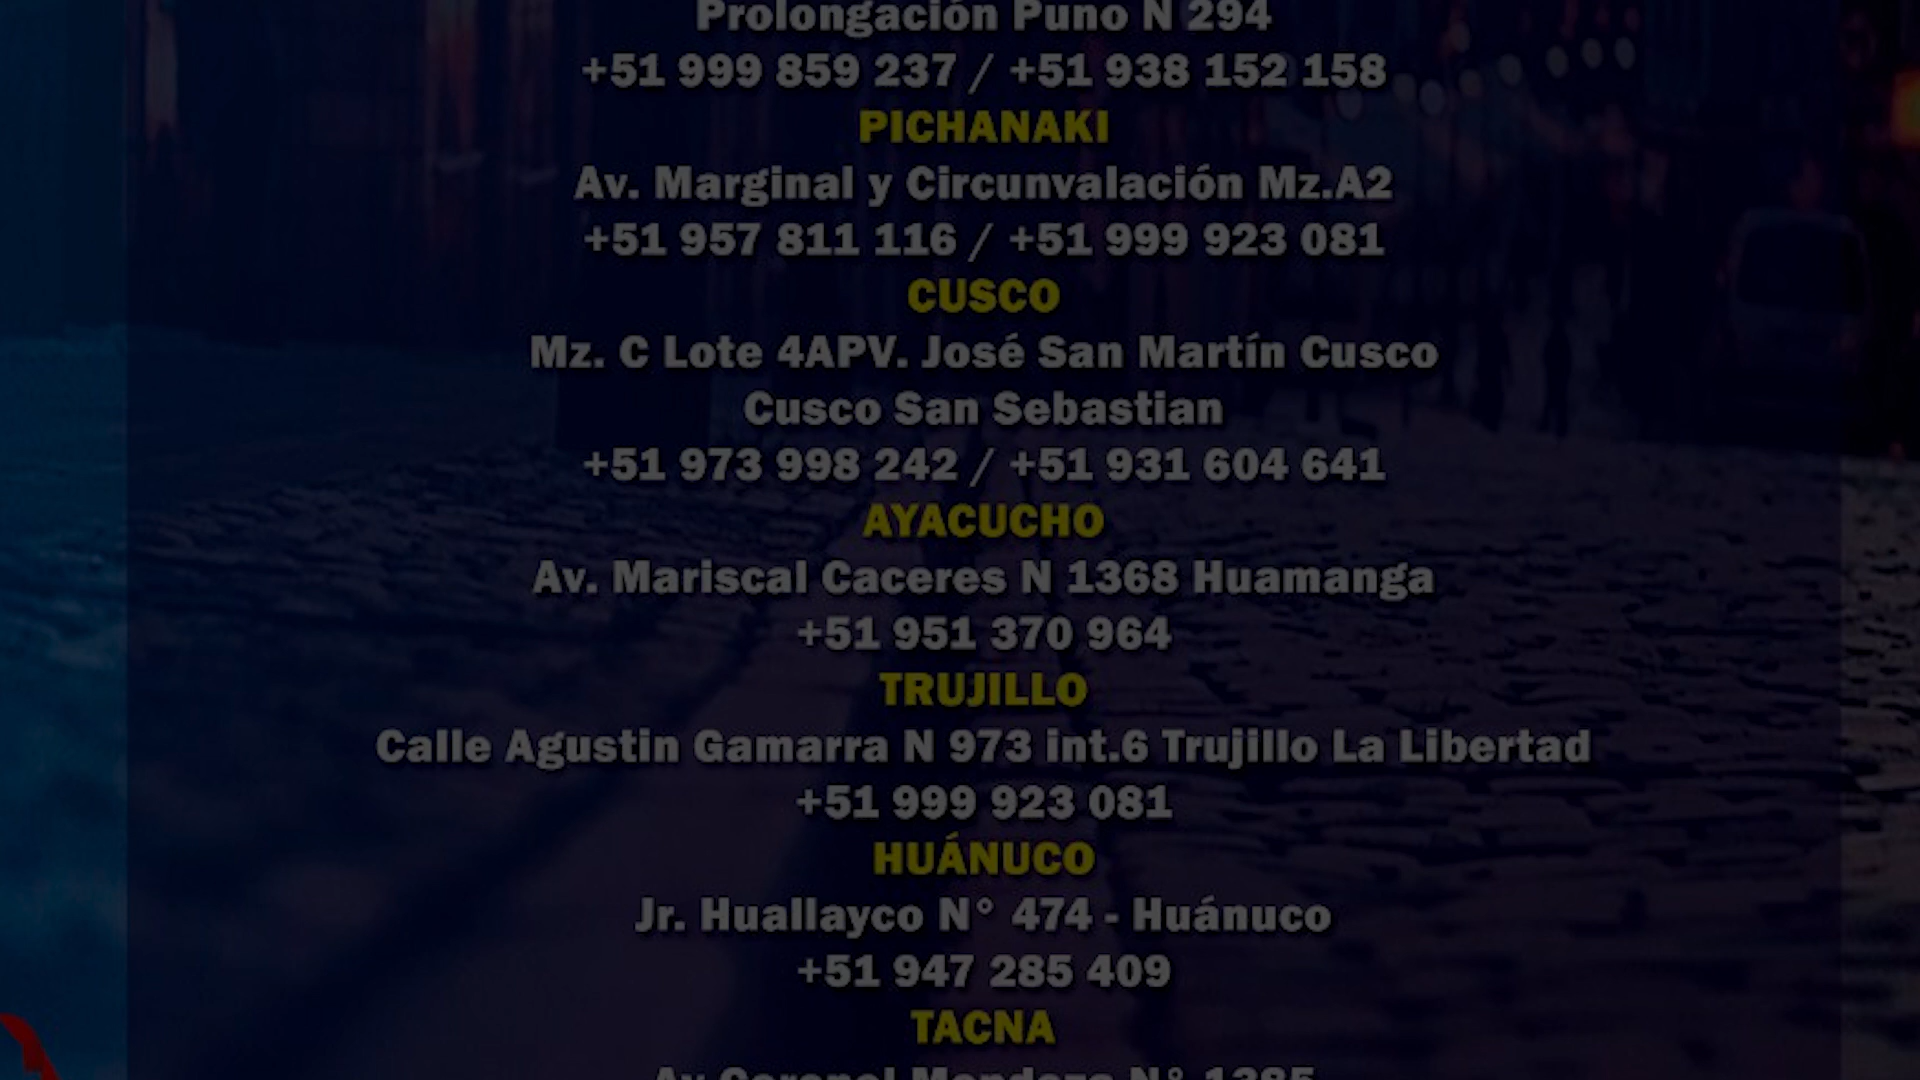 Prolongación Puno N 294
+51 999 859 237 / +51 938 152 158
PICHANAKI
Av. Marginal y Circunvalación Mz.A2
+51 957 811 116 / +51 999 923 081
CUSCO
Mz. C Lote 4APV. José San Martín Cusco
Cusco San Sebastian
+51 973 998 242 / +51 931 604 641
AYACUCHO
Av. Mariscal Caceres N 1368 Huamanga
+51 951 370 964
TRUJILLO
Calle Agustin Gamarra N 973 int.6 Trujillo La Libertad
+51 999 923 081
HUÁNUCO
Jr. Huallayco N° 474 - Huánuco
+51 947 285 409
TACNA
Av Coronel Mendoza N° 1385